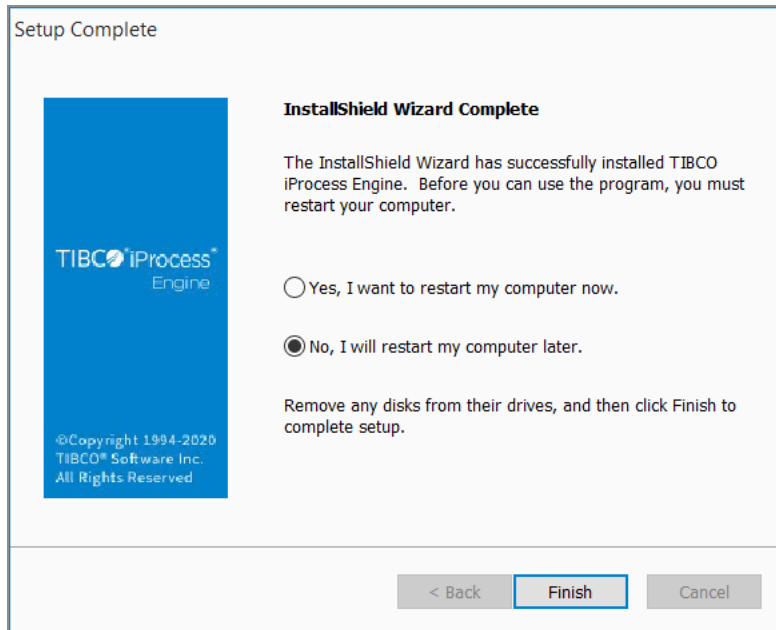 Setup Complete
InstallShield Wizard Complete
The InstallShield Wizard has successfully installed TIBCO
iProcess Engine.  Before you can use the program, you must
restart your computer.
TIBCO® iProcess®
Engine
Yes, I want to restart my computer now.
No, I will restart my computer later.
Remove any disks from their drives, and then click Finish to
complete setup.
©Copyright 1994-2020
TIBCO® Software Inc.
All Rights Reserved
< Back
Finish
Cancel